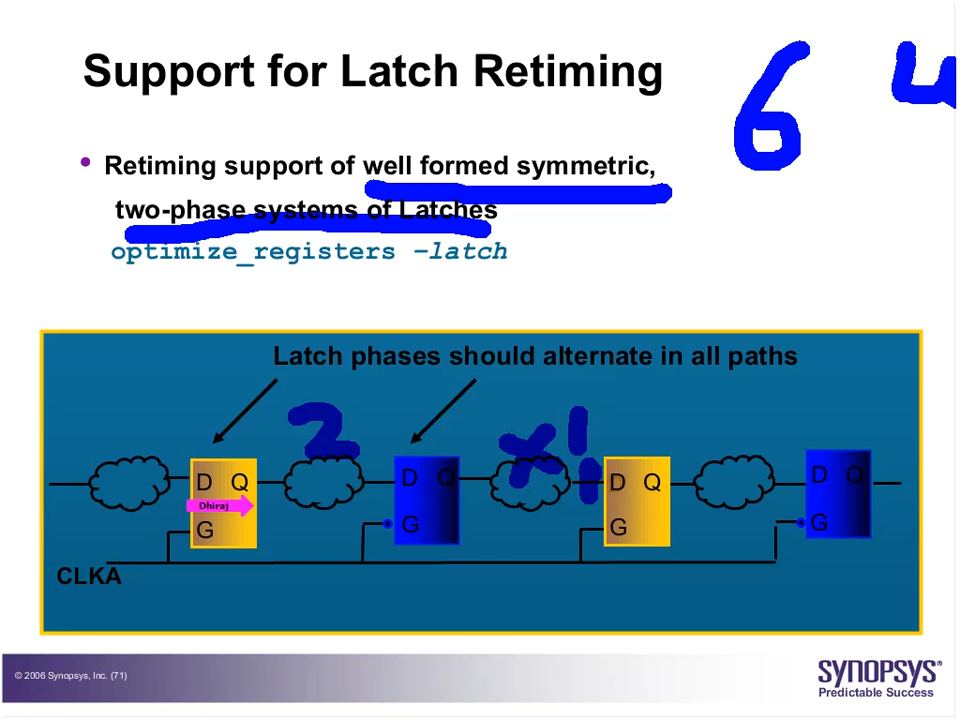 Support for Latch Retiming
6 4
• Retiming support of well formed symmetric,
two-phase systems of Latches
optimize_registers –latch
Latch phases should alternate in all paths
2
D Q
D Q
D Q
D Q
Dhiraj
G
G
G
G
CLKA
© 2006 Synopsys, Inc. (71)
SYNOPSYS®
Predictable Success